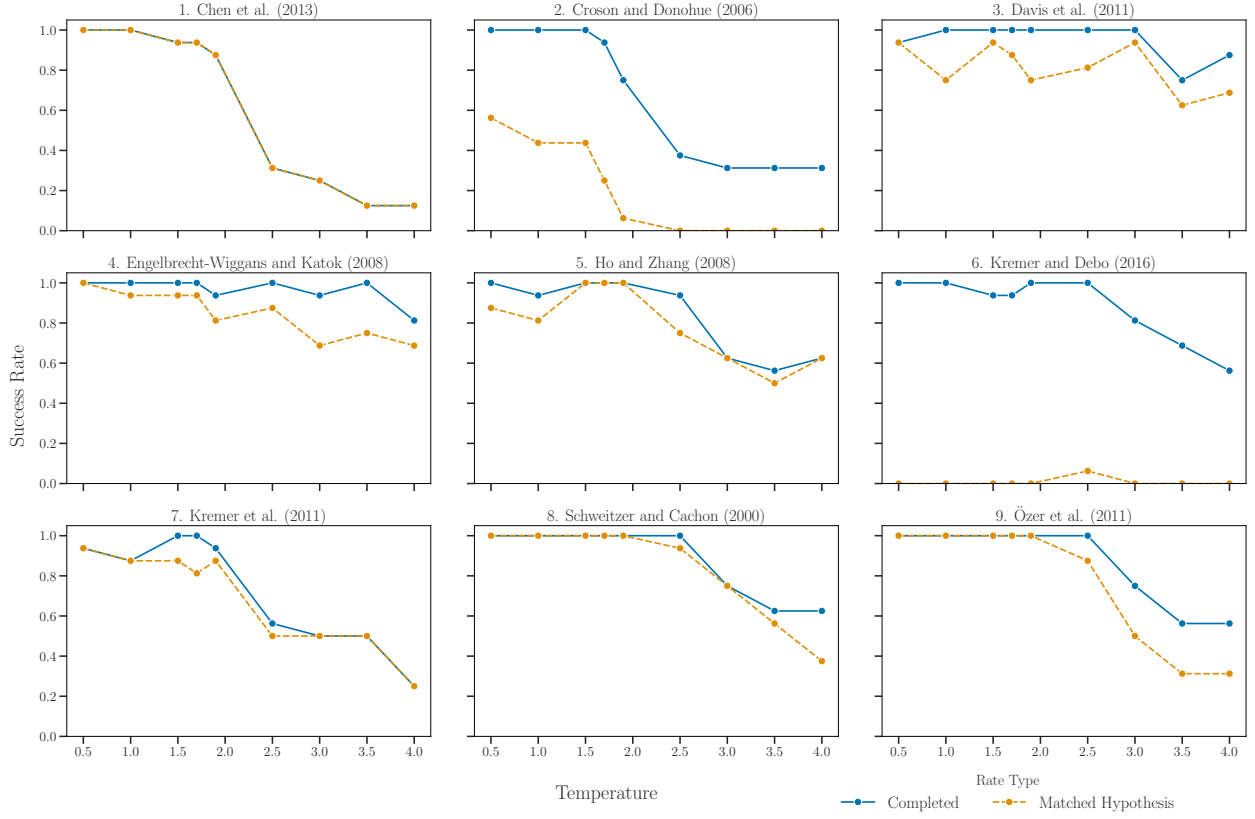 1. Chen et al. (2013)
2. Croson and Donohue (2006)
3. Davis et al. (2011)
1.0
0.8
0.6
0.4
0.2
0.0
4. Engelbrecht-Wiggans and Katok (2008)
5. Ho and Zhang (2008)
6. Kremer and Debo (2016)
1.0
0.8
0.6
0.4
0.2
0.0
Success Rate
7. Kremer et al. (2011)
8. Schweitzer and Cachon (2000)
9. Özer et al. (2011)
1.0
0.8
0.6
0.4
0.2
0.0
0.5 1.0 1.5 2.0 2.5 3.0 3.5 4.0
0.5 1.0 1.5 2.0 2.5 3.0 3.5 4.0
0.5 1.0 1.5 2.0 2.5 3.0 3.5 4.0
Temperature
Rate Type
Completed Matched Hypothesis